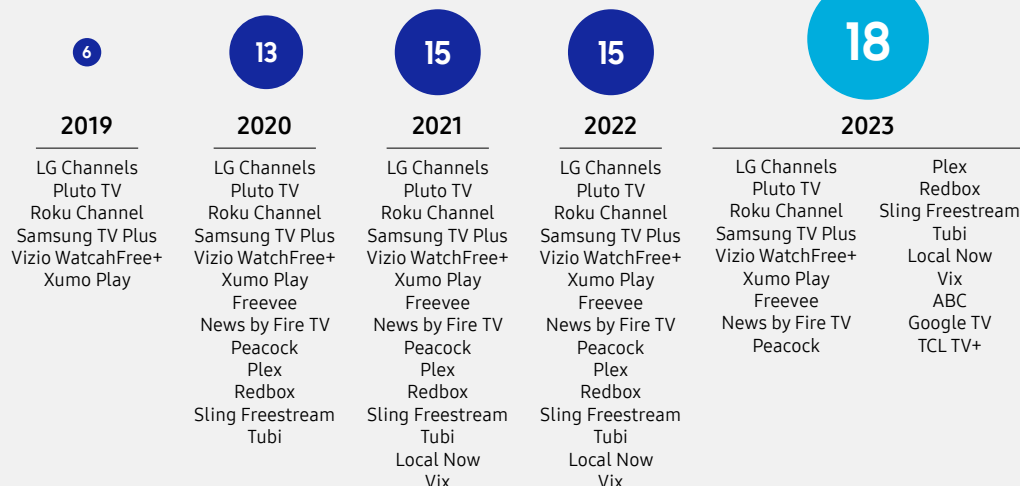 6
2019
LG Channels
Pluto TV
Roku Channel
Samsung TV Plus
Vizio WatcahFree+
Xumo Play
13
2020
LG Channels
Pluto TV
Roku Channel
Samsung TV Plus
Vizio WatchFree+
Xumo Play
Freevee
News by Fire TV
Peacock
Plex
Redbox
Sling Freestream
Tubi
15
2021
LG Channels
Pluto TV
Roku Channel
Samsung TV Plus
Vizio WatchFree+
Xumo Play
Freevee
News by Fire TV
Peacock
Plex
Redbox
Sling Freestream
Tubi
Local Now
Vix
15
2022
LG Channels
Pluto TV
Roku Channel
Samsung TV Plus
Vizio WatchFree+
Xumo Play
Freevee
News by Fire TV
Peacock
Plex
Redbox
Sling Freestream
Tubi
Local Now
Vix
18
2023
LG Channels
Pluto TV
Roku Channel
Samsung TV Plus
Vizio WatchFree+
Xumo Play
Freevee
News by Fire TV
Peacock
Plex
Redbox
Sling Freestream
Tubi
Local Now
Vix
ABC
Google TV
TCL TV+